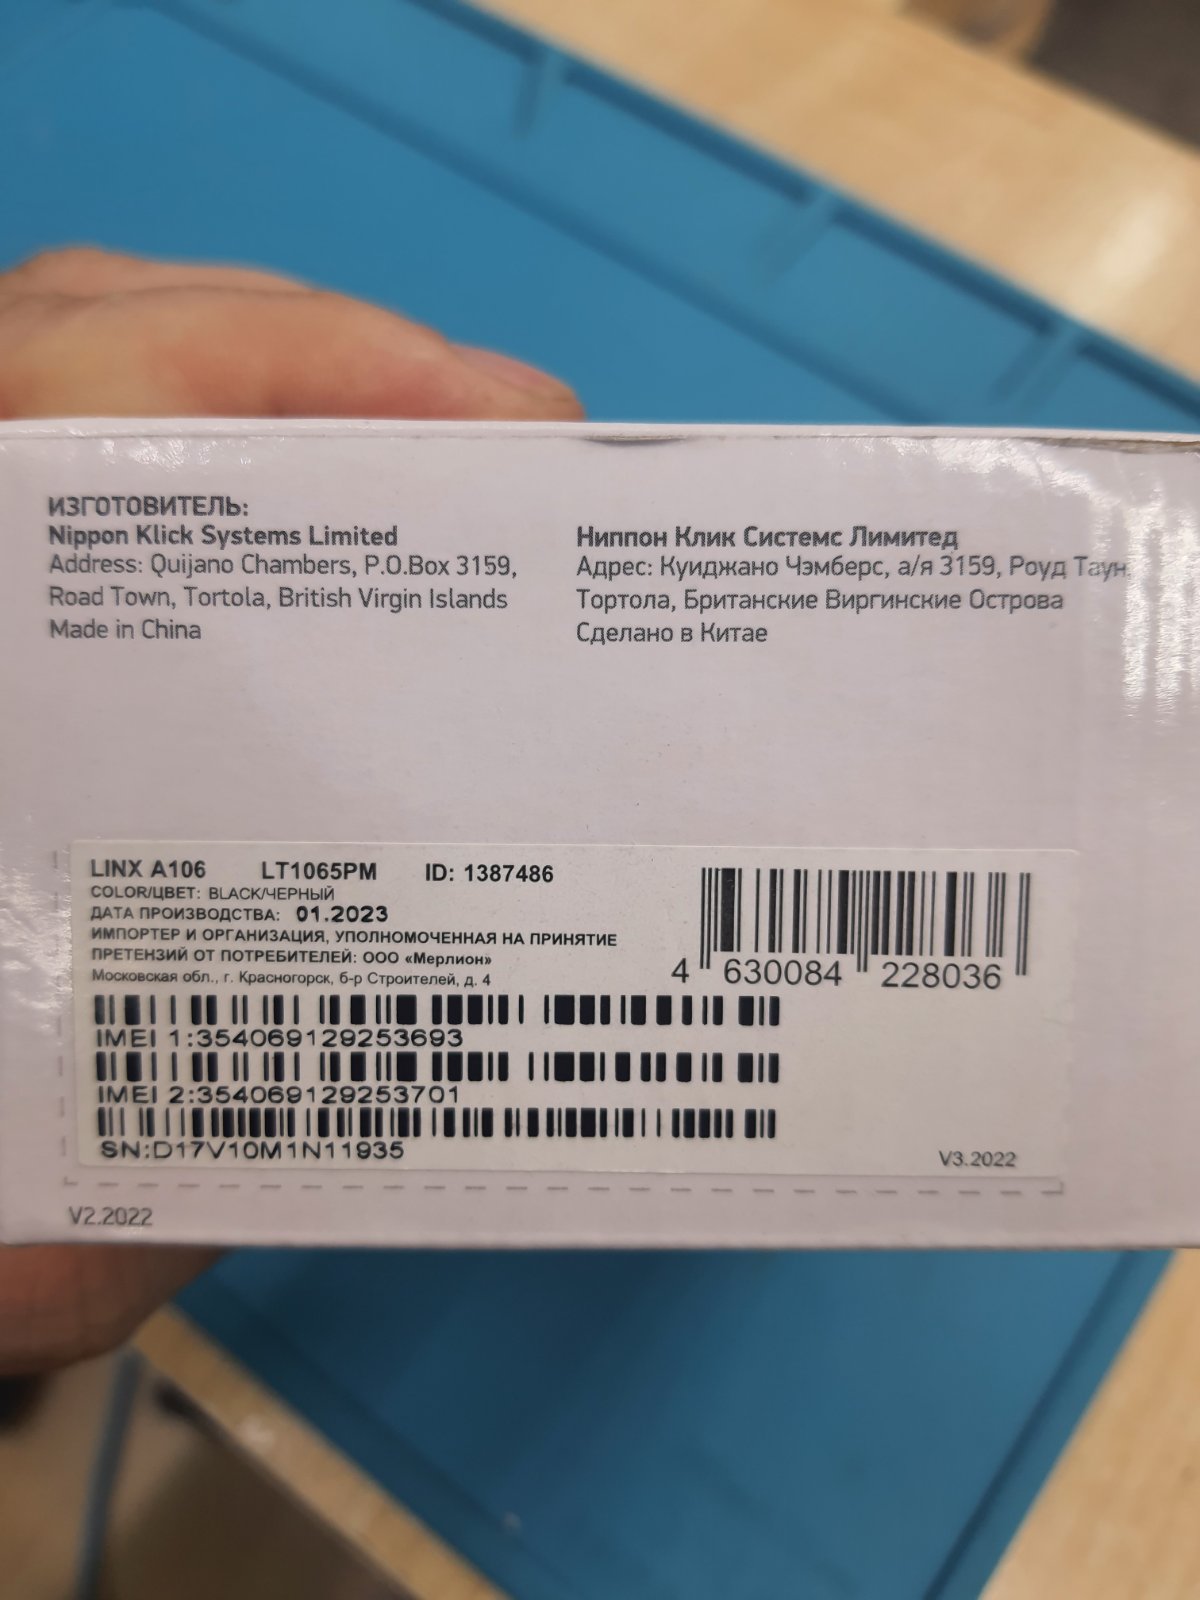 ИЗГОТОВИТЕЛЬ:
Nippon Klick Systems Limited
Address: Quijano Chambers, P.O.Box 3159,
Road Town, Tortola, British Virgin Islands
Made in China
Ниппон Клик Системс Лимитед
Адрес: Куиджано Чэмберс, а/я 3159, Роуд Таун,
Тортола, Британские Виргинские Острова
Сделано в Китае
LINX A106 LT1065PM ID: 1387486
COLOR/ЦВЕТ: BLACK/ЧЕРНЫЙ
ДАТА ПРОИЗВОДСТВА: 01.2023
ИМПОРТЕР И ОРГАНИЗАЦИЯ, УПОЛНОМОЧЕННАЯ НА ПРИНЯТИЕ
ПРЕТЕНЗИЙ ОТ ПОТРЕБИТЕЛЕЙ: ООО «Мерлион»
Московская обл., г. Красногорск, б-р Строителей, д. 4
4 630084 228036
IMEI 1:354069129253693
IMEI 2:354069129253701
SN:D17V10M1N11935
V3.2022
V2.2022